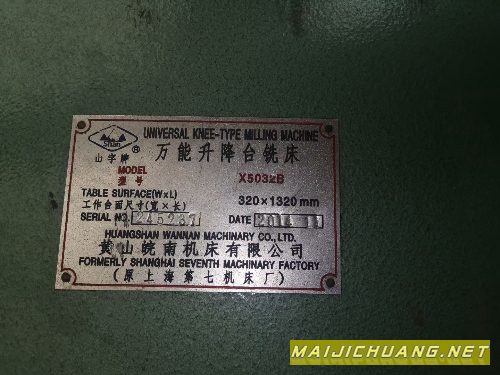 UNIVERSAL KNEE-TYPE MILLING MACHINE
Shan
®
山字牌
万能升降台铣床
MODEL
型号
X5032B
TABLE SURFACE(W×L)
工作台面尺寸(宽×长)
320×1320mm
SERIAL NO.
DATE 2014 11
HUANGSHAN WANNAN MACHINERY CO., LTD.
黄山皖南机床有限公司
FORMERLY SHANGHAI SEVENTH MACHINARY FACTORY
(原上海第七机床厂)
MAIJICHUANG.NET